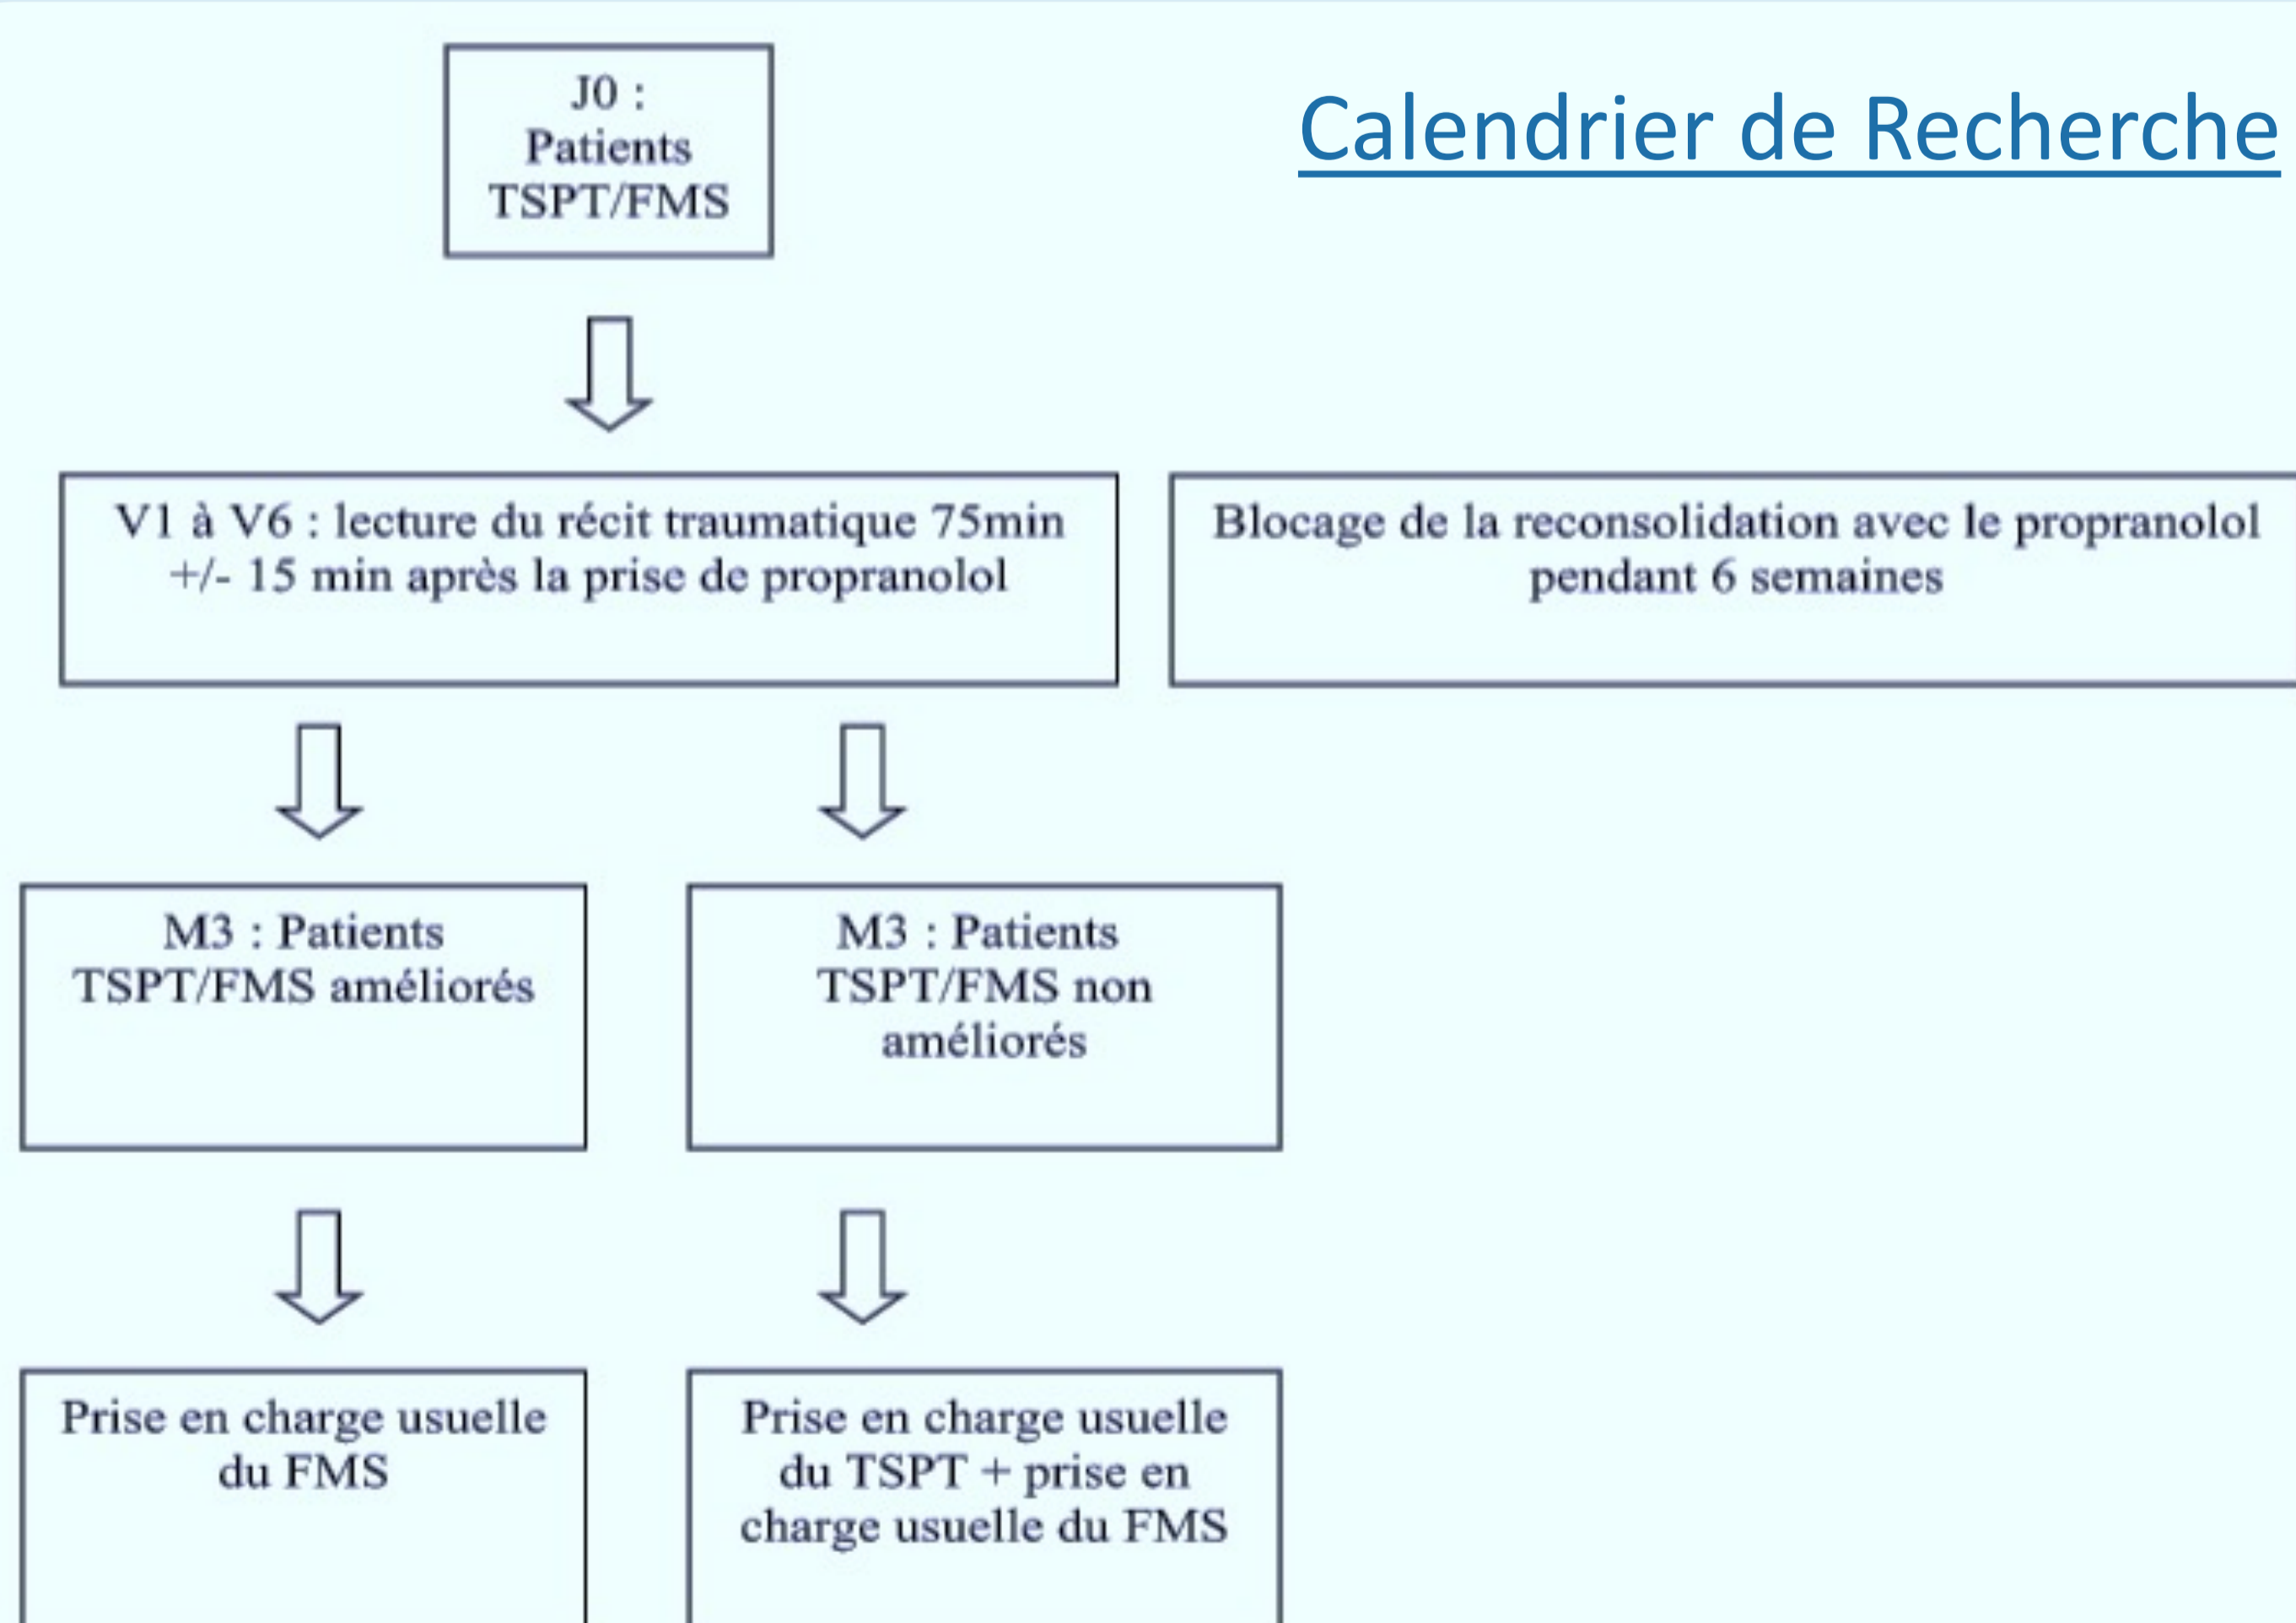 Calendrier de Recherche
J0 :
Patients
TSPT/FMS
V1 à V6 : lecture du récit traumatique 75min
+/- 15 min après la prise de propranolol
Blocage de la reconsolidation avec le propranolol
pendant 6 semaines
M3 : Patients
TSPT/FMS améliorés
M3 : Patients
TSPT/FMS non
améliorés
Prise en charge usuelle
du FMS
Prise en charge usuelle
du TSPT + prise en
charge usuelle du FMS